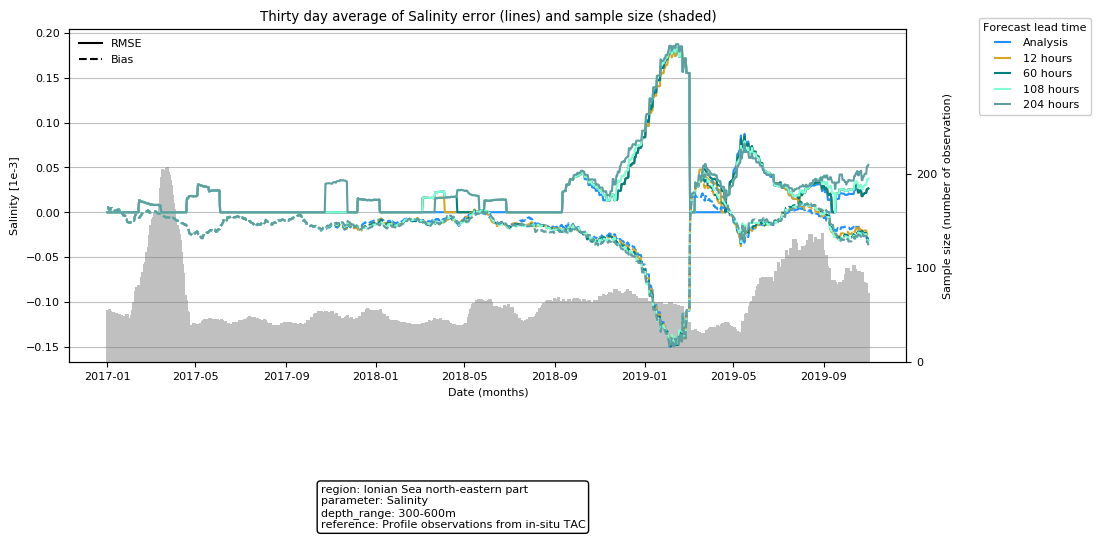 Thirty day average of Salinity error (lines) and sample size (shaded)
RMSE
Bias
Forecast lead time
Analysis
12 hours
60 hours
108 hours
204 hours
0.20
0.15
0.10
0.05
0.00
−0.05
−0.10
−0.15
Salinity [1e-3]
200
100
0
Sample size (number of observation)
2017-01 2017-05 2017-09 2018-01 2018-05 2018-09 2019-01 2019-05 2019-09
Date (months)
region: Ionian Sea north-eastern part
parameter: Salinity
depth_range: 300-600m
reference: Profile observations from in-situ TAC